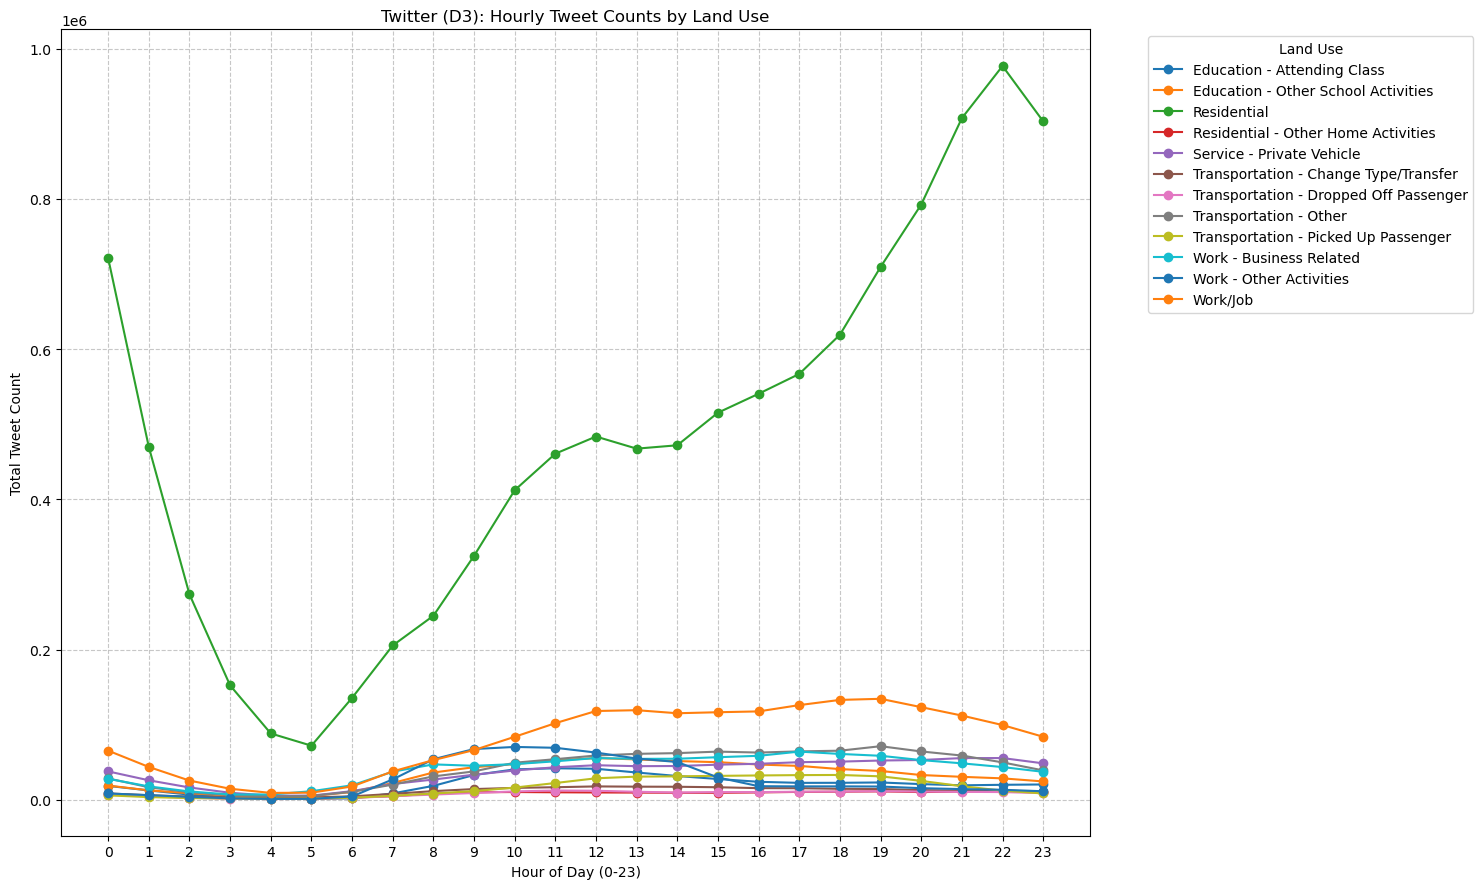 Twitter (D3): Hourly Tweet Counts by Land Use
1e6
1.0
0.8
0.6
0.4
0.2
0.0
Total Tweet Count
0 1 2 3 4 5 6 7 8 9 10 11 12 13 14 15 16 17 18 19 20 21 22 23
Hour of Day (0-23)
Land Use
Education - Attending Class
Education - Other School Activities
Residential
Residential - Other Home Activities
Service - Private Vehicle
Transportation - Change Type/Transfer
Transportation - Dropped Off Passenger
Transportation - Other
Transportation - Picked Up Passenger
Work - Business Related
Work - Other Activities
Work/Job